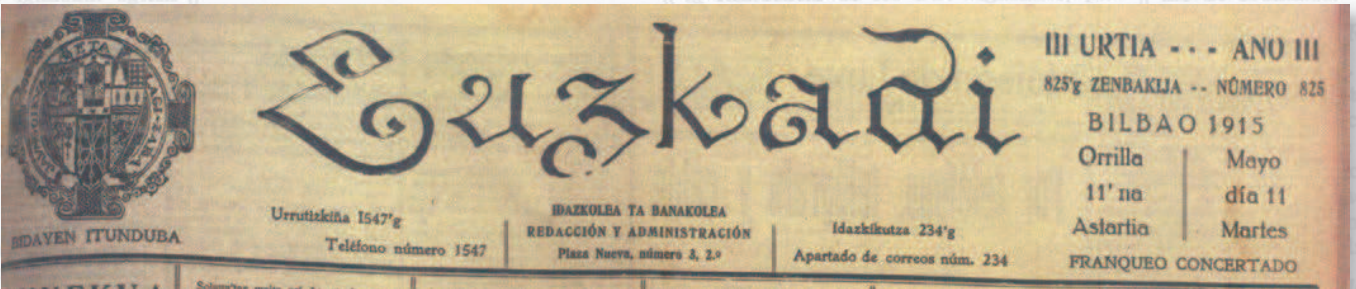 Euzkadi
III URTIA - - - AÑO III
825'g ZENBAKIJA - - NÚMERO 825
BILBAO 1915
Orrilla Mayo
11'na día 11
Astartia Martes
FRANQUEO CONCERTADO
BIDAYEN ITUNDUBA
Urrutizkiña 1547'g
Teléfono número 1547
IDAZKOLEA TA BANAKOLEA
REDACCIÓN Y ADMINISTRACIÓN
Plaza Nueva, número 3, 2.º
Idazkikutza 234'g
Apartado de correos núm. 234